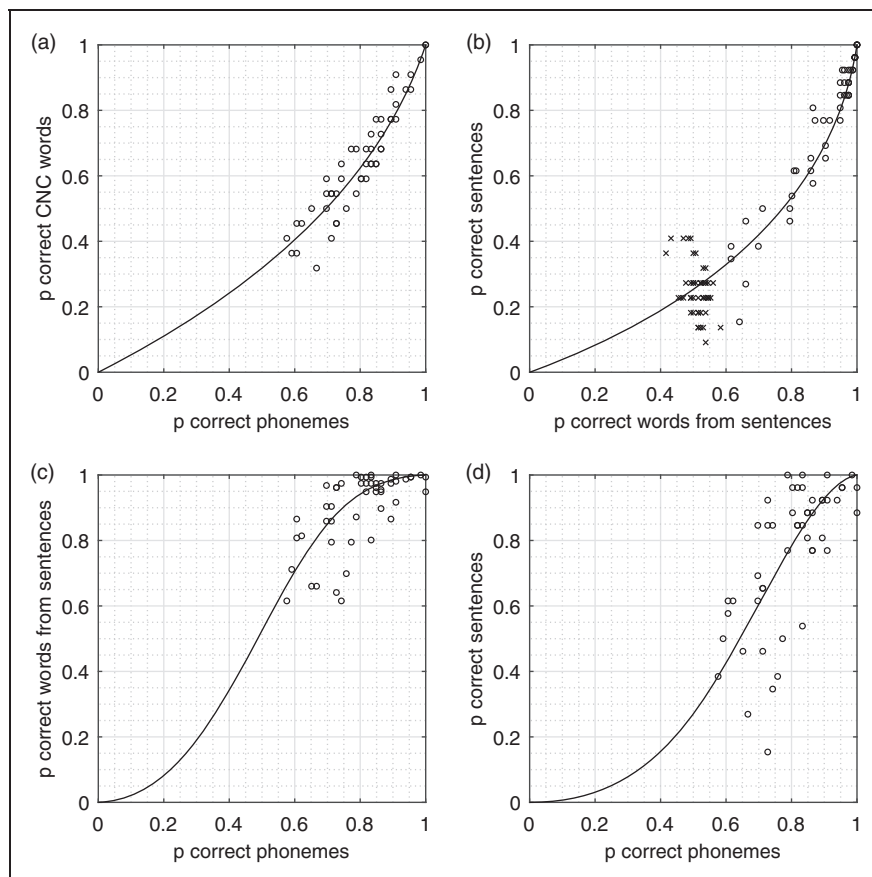 (a)
1
0.8
0.6
0.4
0.2
0
p correct CNC words
0 0.2 0.4 0.6 0.8 1
p correct phonemes
(b)
1
0.8
0.6
0.4
0.2
0
p correct sentences
0 0.2 0.4 0.6 0.8 1
p correct words from sentences
(c)
1
0.8
0.6
0.4
0.2
0
p correct words from sentences
0 0.2 0.4 0.6 0.8 1
p correct phonemes
(d)
1
0.8
0.6
0.4
0.2
0
p correct sentences
0 0.2 0.4 0.6 0.8 1
p correct phonemes